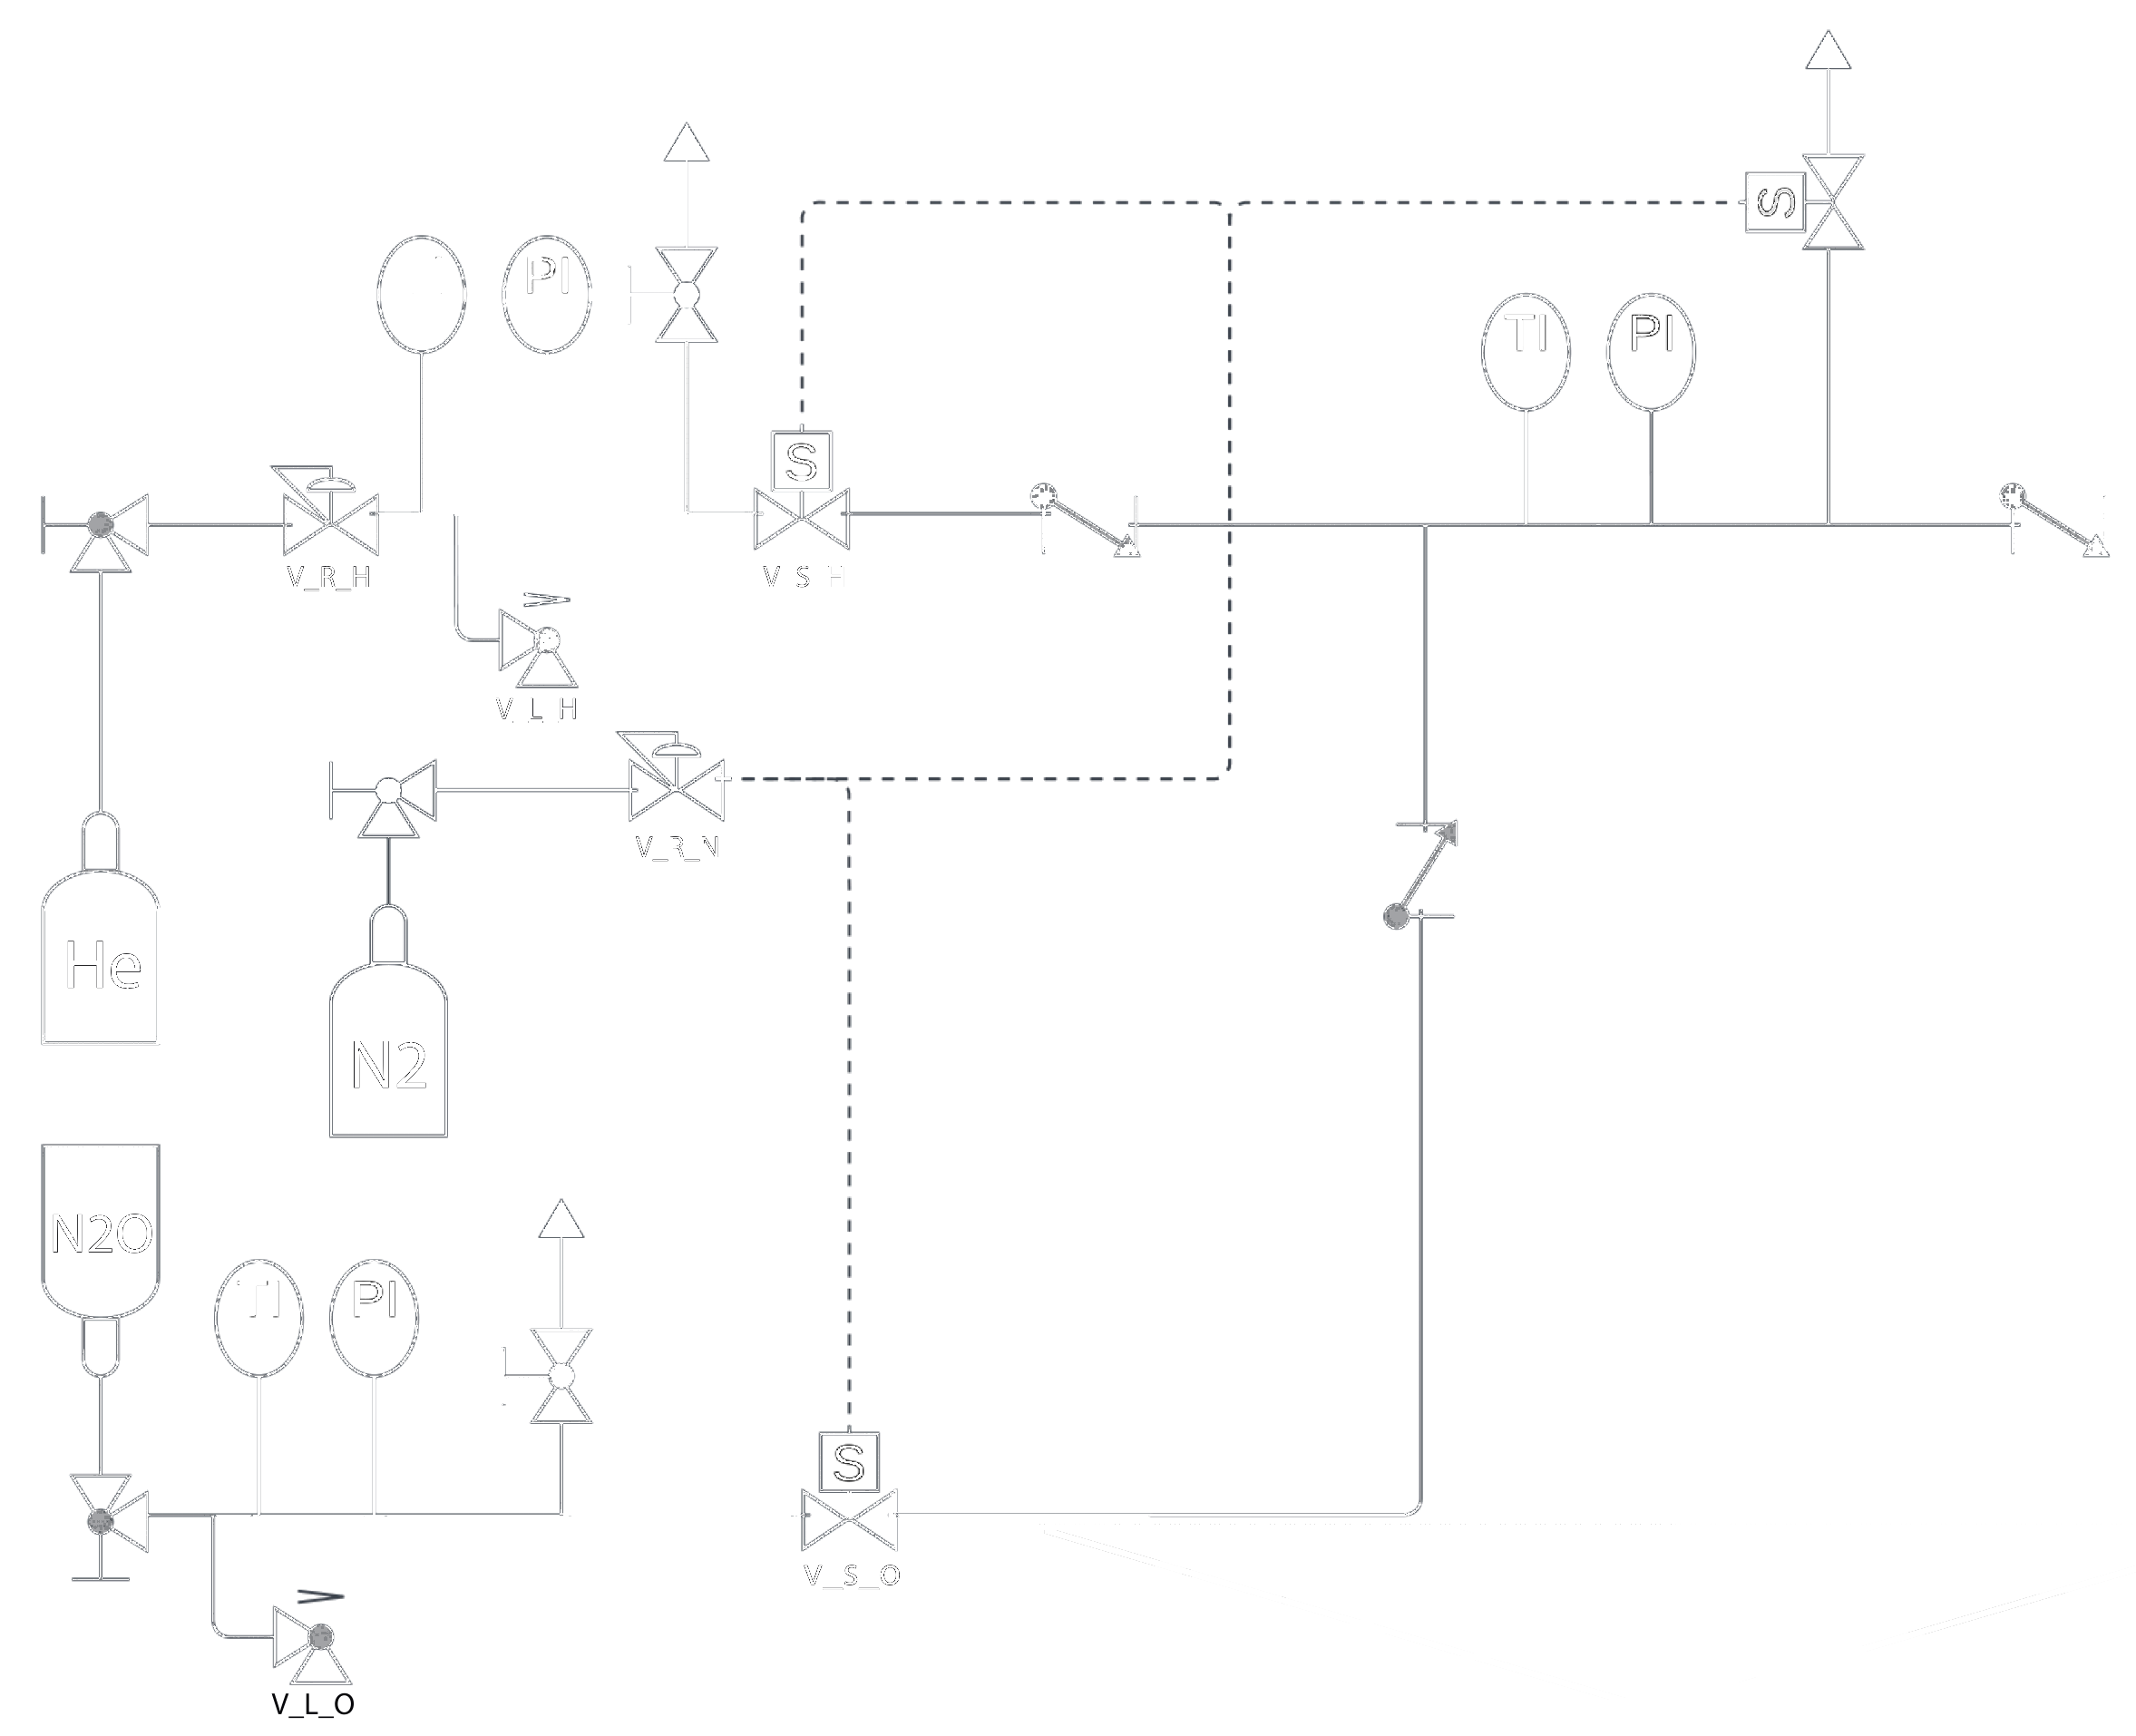 PI
S
TI
PI
S
V_R_H
V_S_H
V_L_H
V_R_N
He
N2
N2O
TI
PI
S
V_S_O
V_L_O